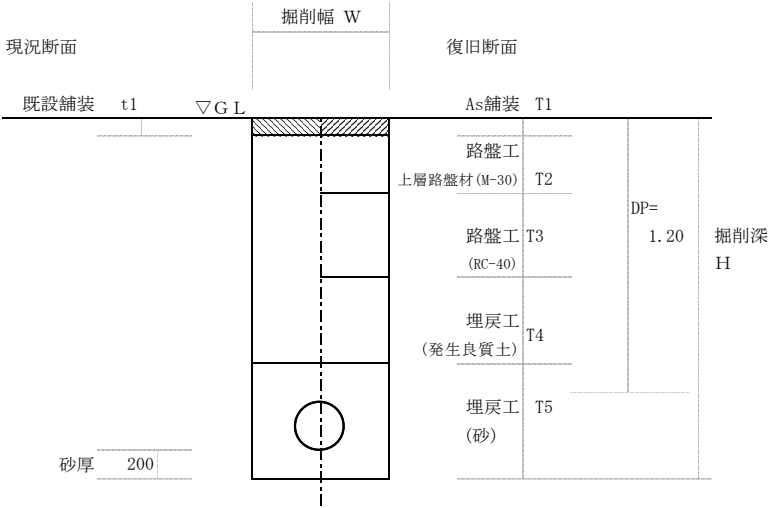 掘削幅 W
現況断面
復旧断面
既設舗装 t1
▽GL
As舗装 T1
路盤工
上層路盤材(M-30) T2
DP=
1.20
路盤工 T3
(RC-40)
掘削深
H
埋戻工
T4
(発生良質土)
埋戻工 T5
(砂)
砂厚 200